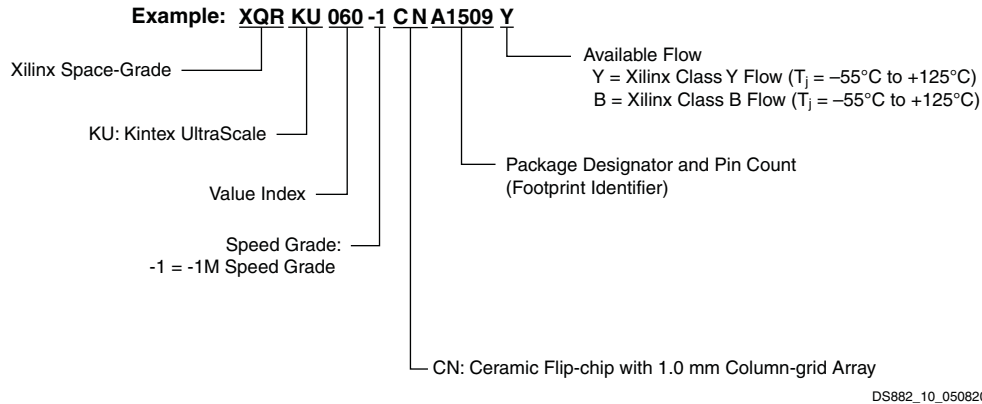 Example: XQR KU 060 -1 C N A1509 Y
Available Flow
Y = Xilinx Class Y Flow (Tj = –55°C to +125°C)
B = Xilinx Class B Flow (Tj = –55°C to +125°C)
Xilinx Space-Grade
KU: Kintex UltraScale
Package Designator and Pin Count
(Footprint Identifier)
Value Index
Speed Grade:
-1 = -1M Speed Grade
CN: Ceramic Flip-chip with 1.0 mm Column-grid Array
DS882_10_050820